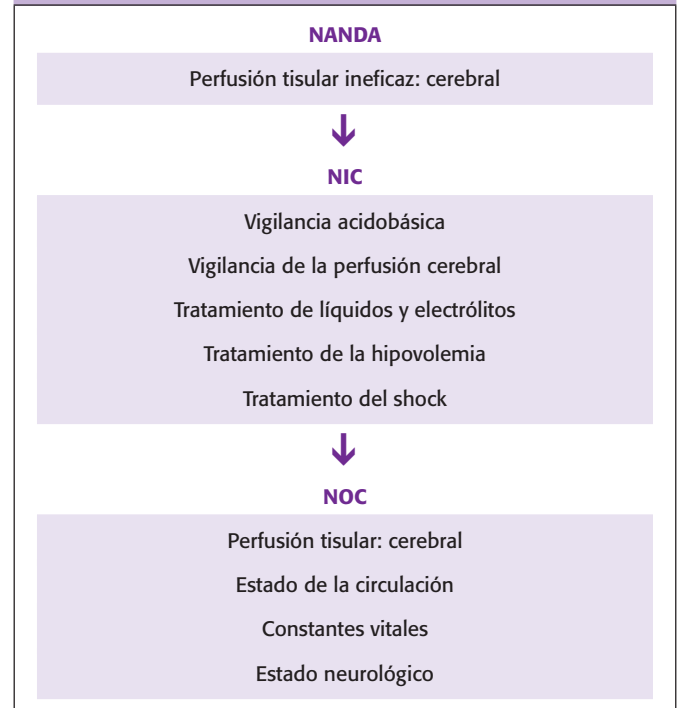 NANDA
Perfusión tisular ineficaz: cerebral
NIC
Vigilancia acidobásica
Vigilancia de la perfusión cerebral
Tratamiento de líquidos y electrólitos
Tratamiento de la hipovolemia
Tratamiento del shock
NOC
Perfusión tisular: cerebral
Estado de la circulación
Constantes vitales
Estado neurológico